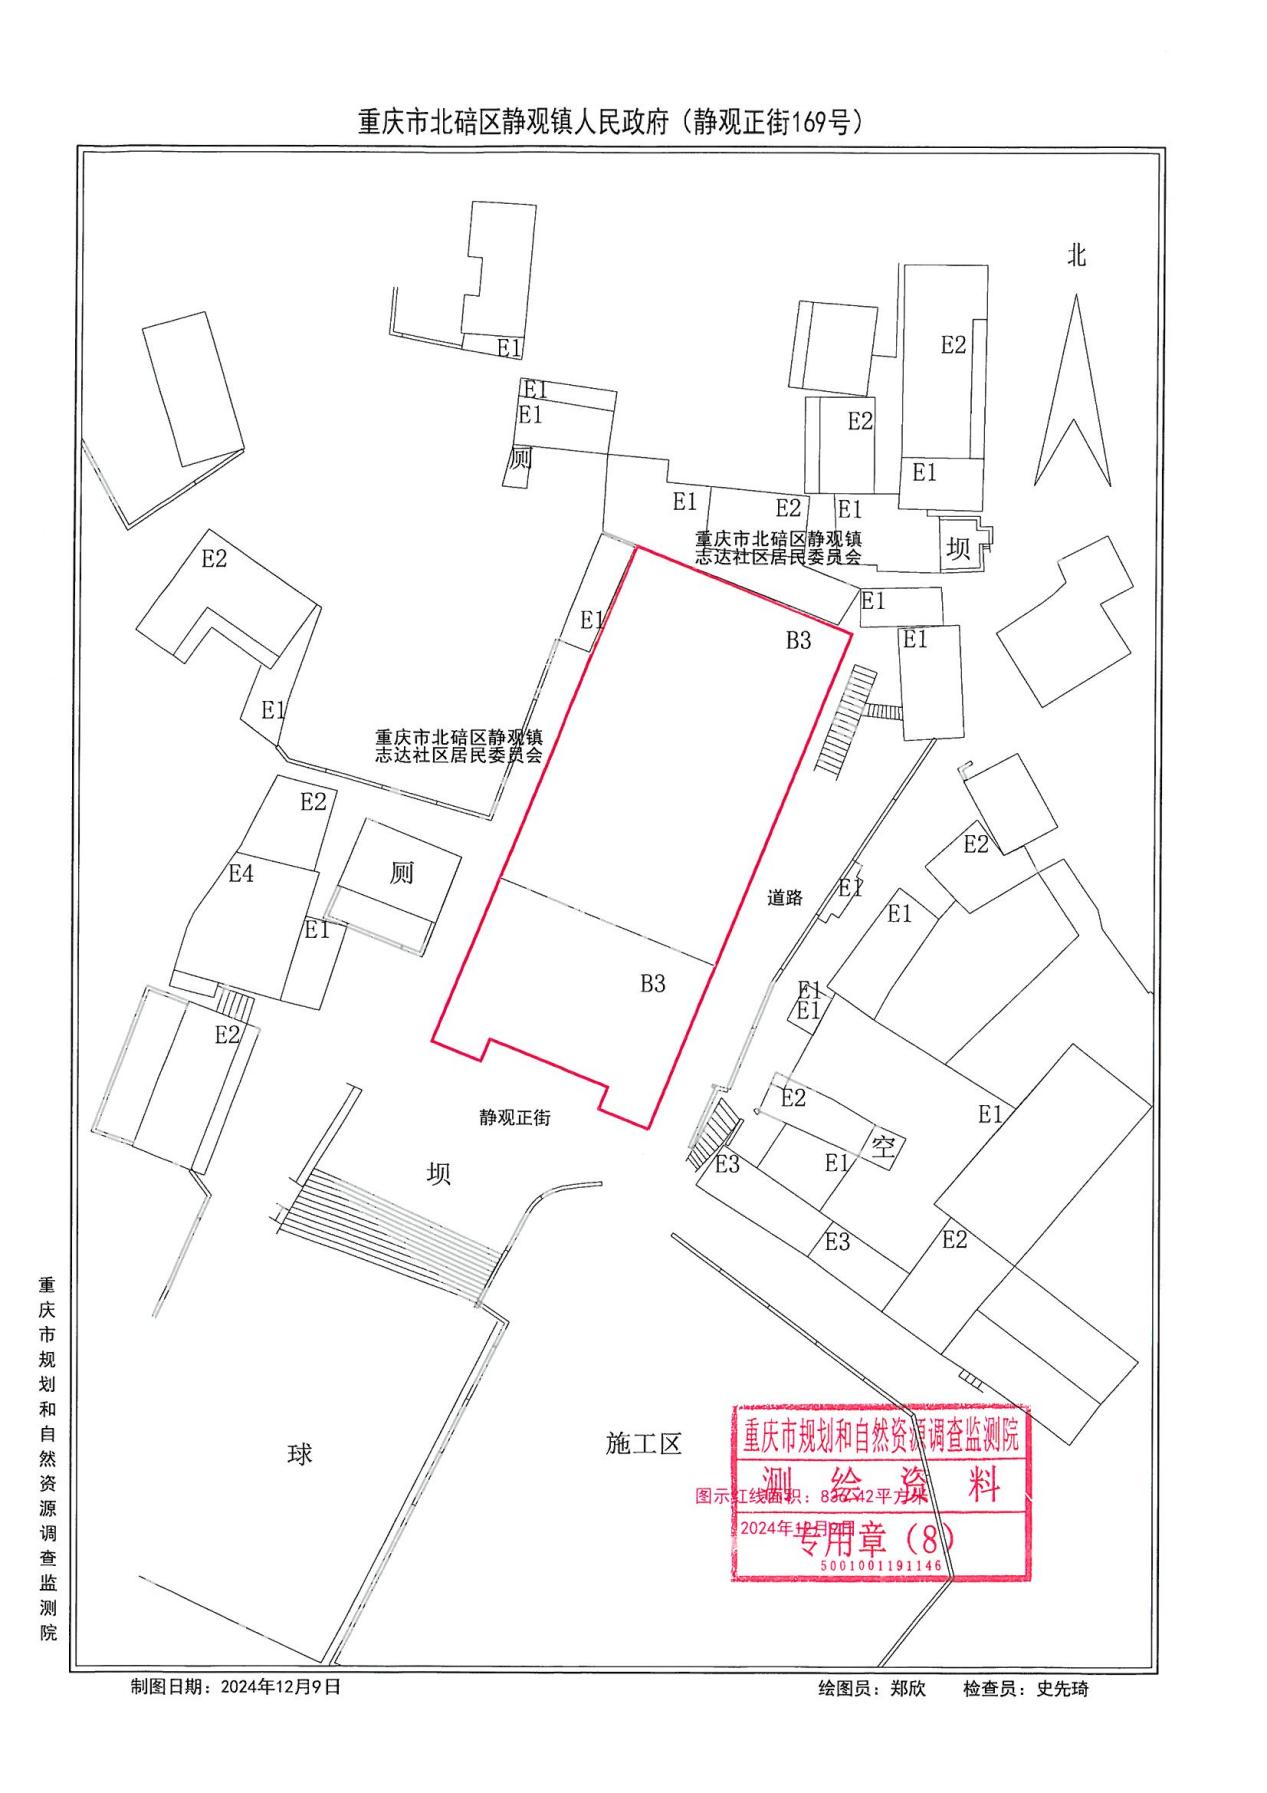 重庆市北碚区静观镇人民政府（静观正街169号）
北
E1
E2
E1
E1
E2
E1
厕
E1
E2
E1
坝
重庆市北碚区静观镇
志达社区居民委员会
E2
E1
E1
B3
E1
E1
重庆市北碚区静观镇
志达社区居民委员会
E2
E2
E4
厕
E1
道路
E1
E1
E1
B3
E1
E1
E2
E2
E1
静观正街
空
E1
E3
坝
E3
E2
球
施工区
重庆市规划和自然资源调查监测院
测绘资料
图示红线面积：
42平方米
2024年12月9日
专用章（8）
5001001191146
重庆市规划和自然资源调查监测院
制图日期：2024年12月9日
绘图员：郑欣
检查员：史先琦